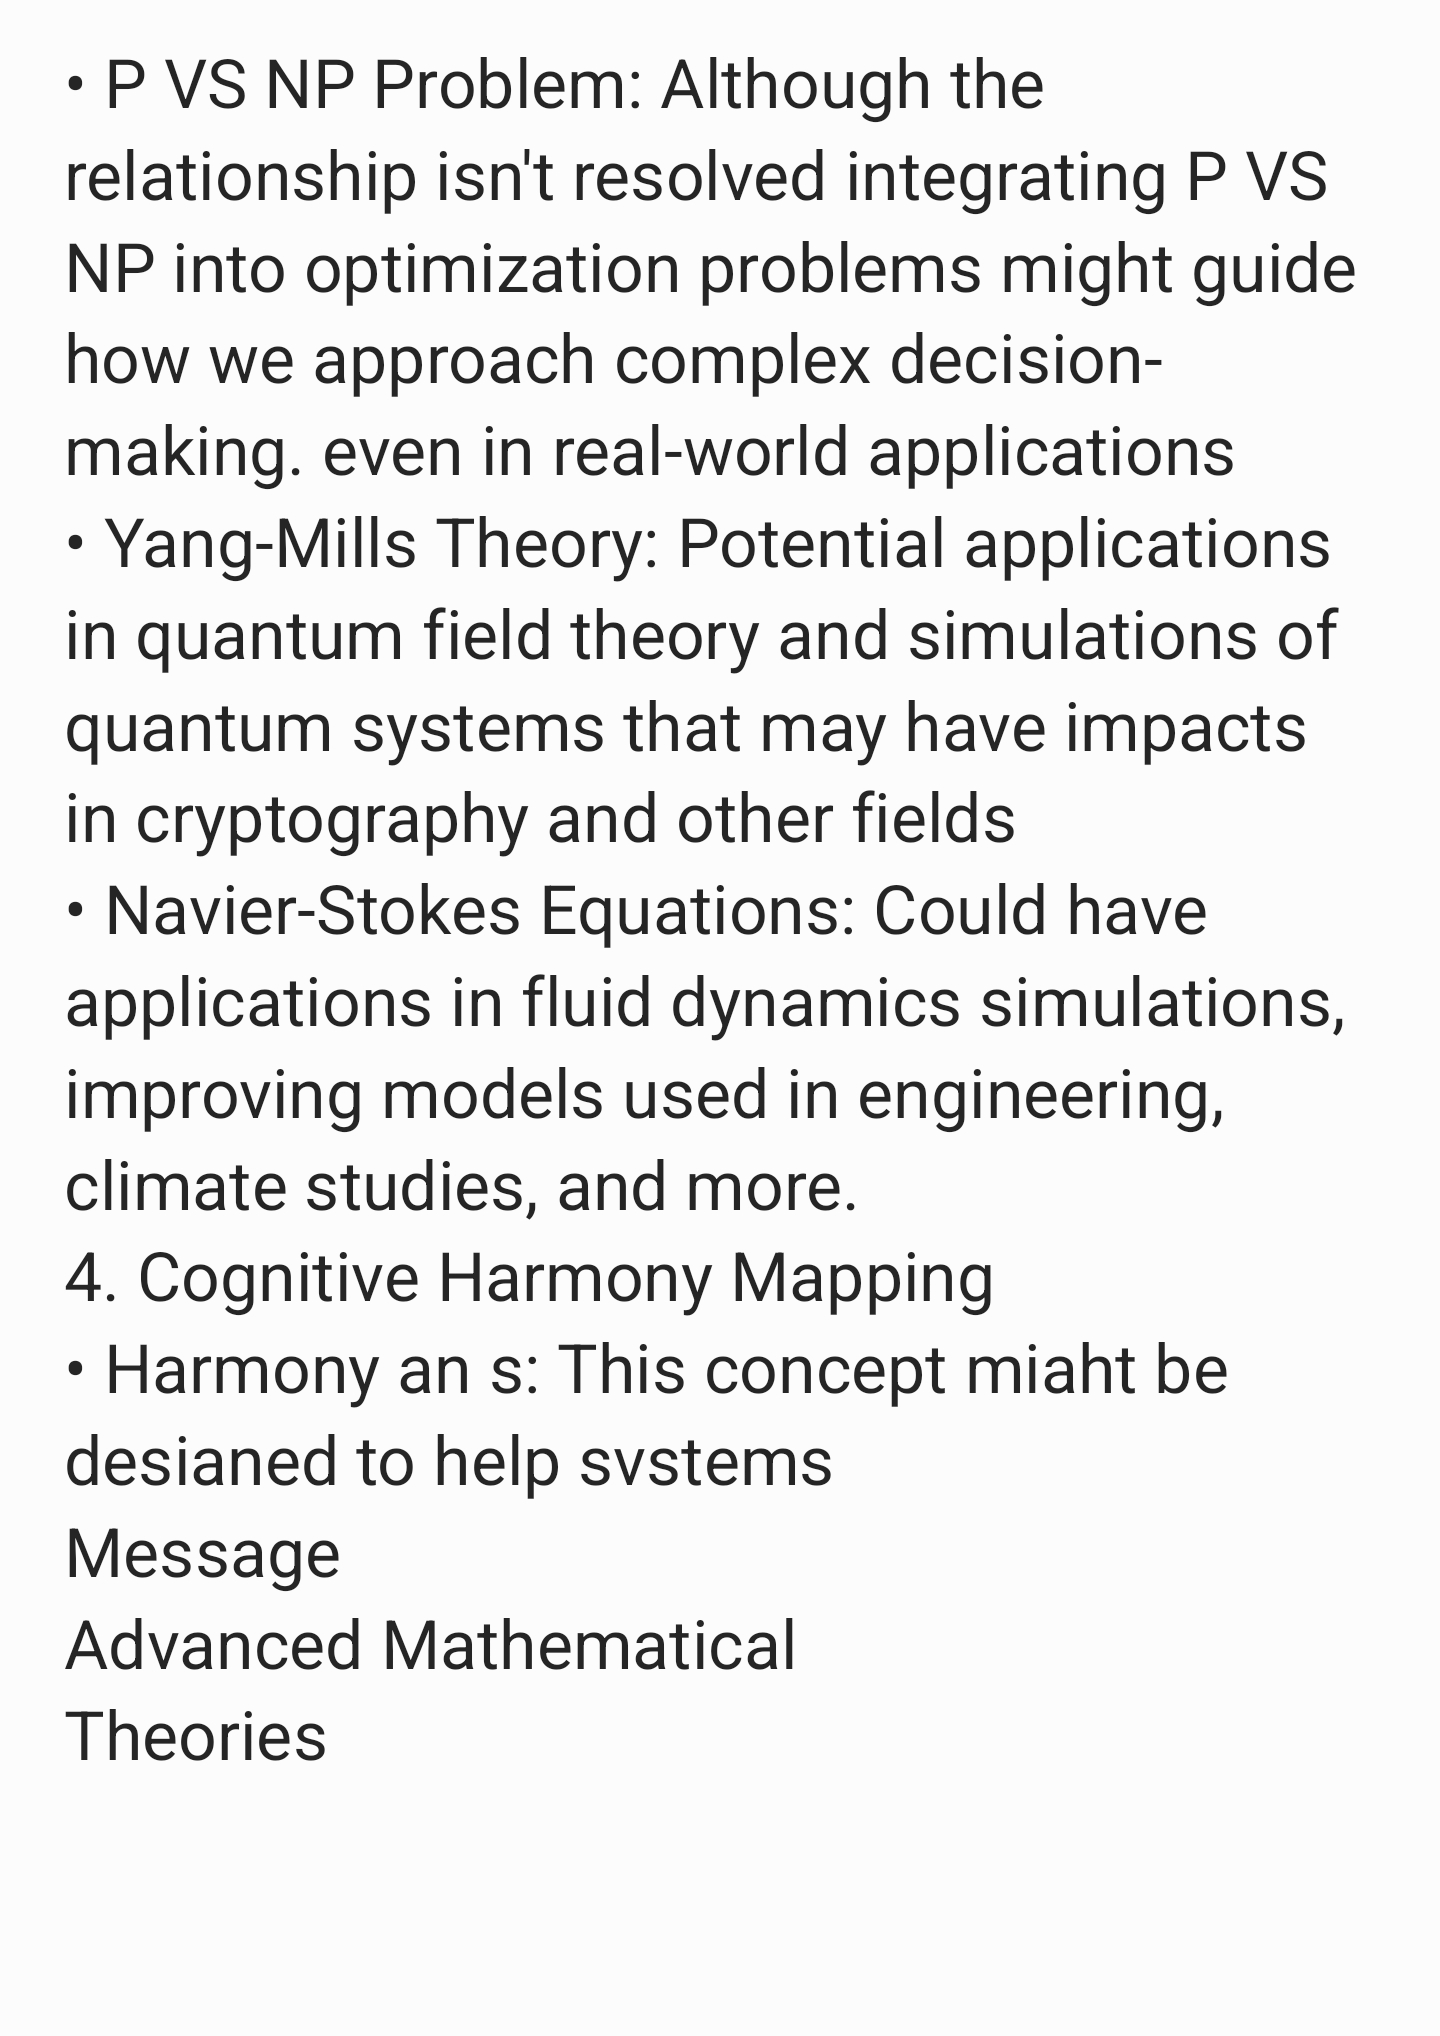 • P VS NP Problem: Although the
relationship isn't resolved integrating P VS
NP into optimization problems might guide
how we approach complex decision-
making. even in real-world applications
• Yang-Mills Theory: Potential applications
in quantum field theory and simulations of
quantum systems that may have impacts
in cryptography and other fields
• Navier-Stokes Equations: Could have
applications in fluid dynamics simulations,
improving models used in engineering,
climate studies, and more.
4. Cognitive Harmony Mapping
• Harmony an s: This concept miaht be
desianed to help svstems
Message
Advanced Mathematical
Theories